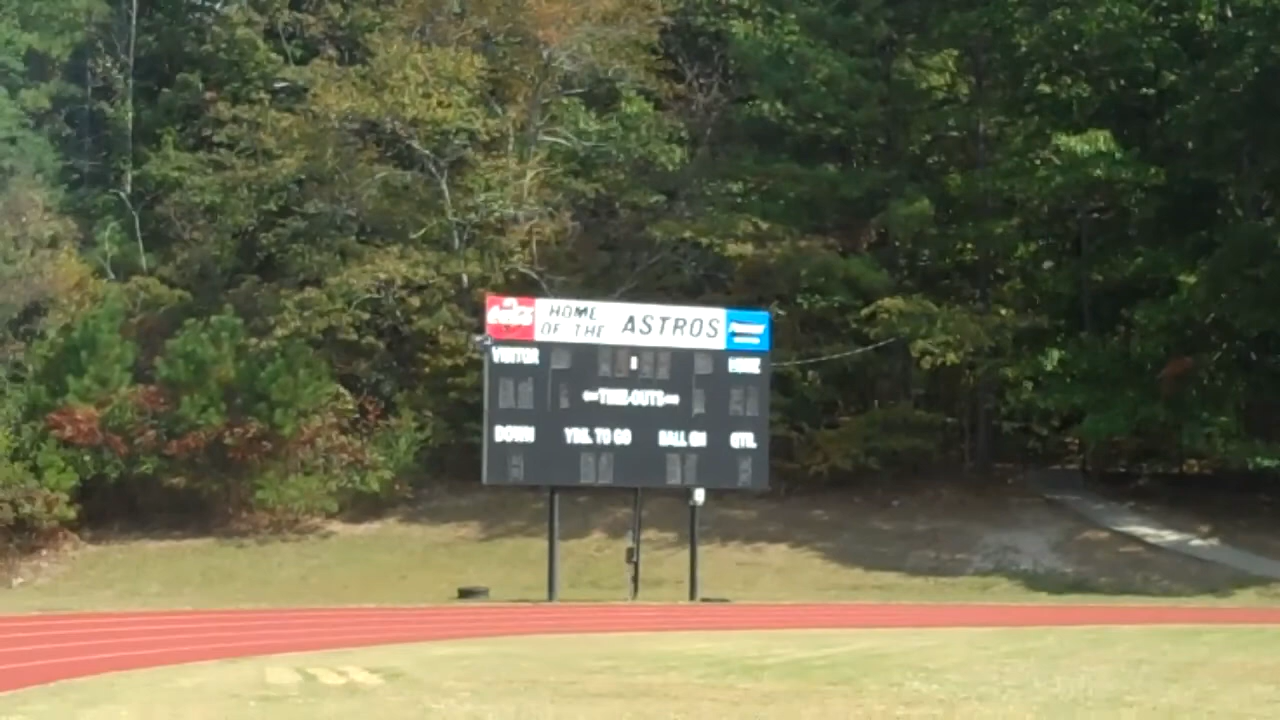 HOME
OF THE ASTROS
VISITOR HOME
TIME OUTS
DOWN YDS. TO GO BALL ON QTR.